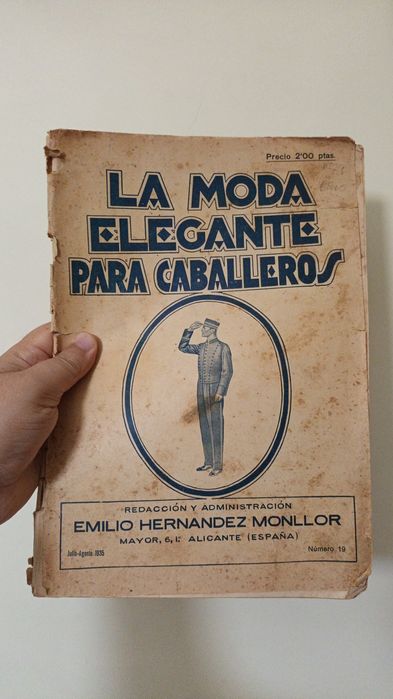 Precio 2'00 ptas.
LA MODA
ELEGANTE
PARA CABALLEROS
REDACCIÓN Y ADMINISTRACIÓN
EMILIO HERNANDEZ MONLLOR
MAYOR, 6, 1.º ALICANTE (ESPAÑA)
Julio-Agosto 1935
Número 19